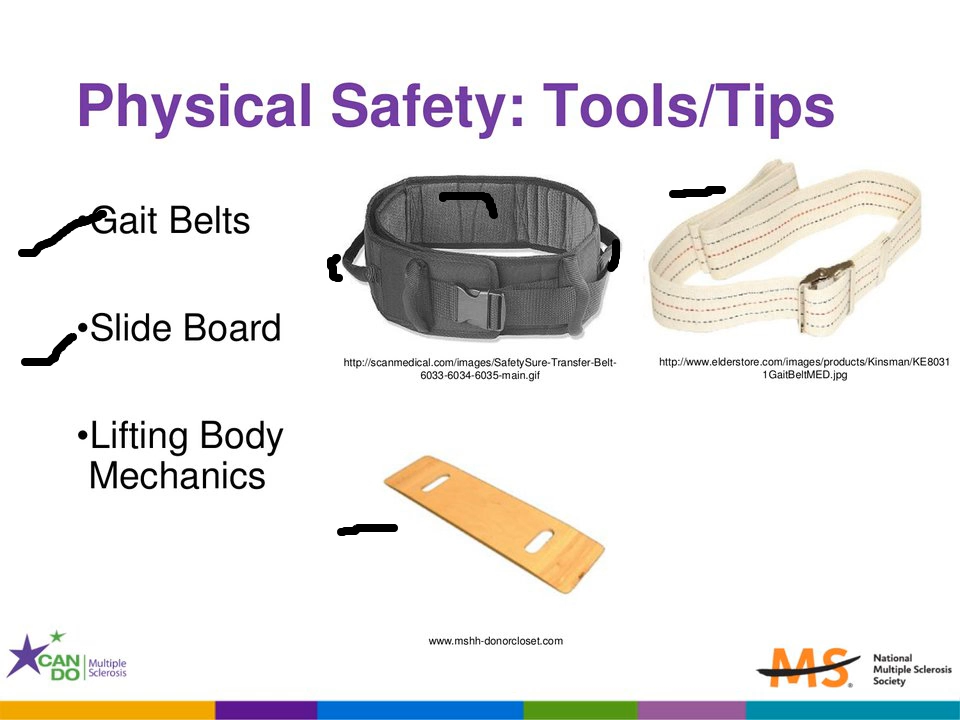 Physical Safety: Tools/Tips
•Gait Belts
•Slide Board
•Lifting Body
Mechanics
http://scanmedical.com/images/SafetySure-Transfer-Belt-
6033-6034-6035-main.gif
http://www.elderstore.com/images/products/Kinsman/KE8031
1GaitBeltMED.jpg
www.mshh-donorcloset.com
CAN
DO
Multiple
Sclerosis
MS
National
Multiple Sclerosis
Society